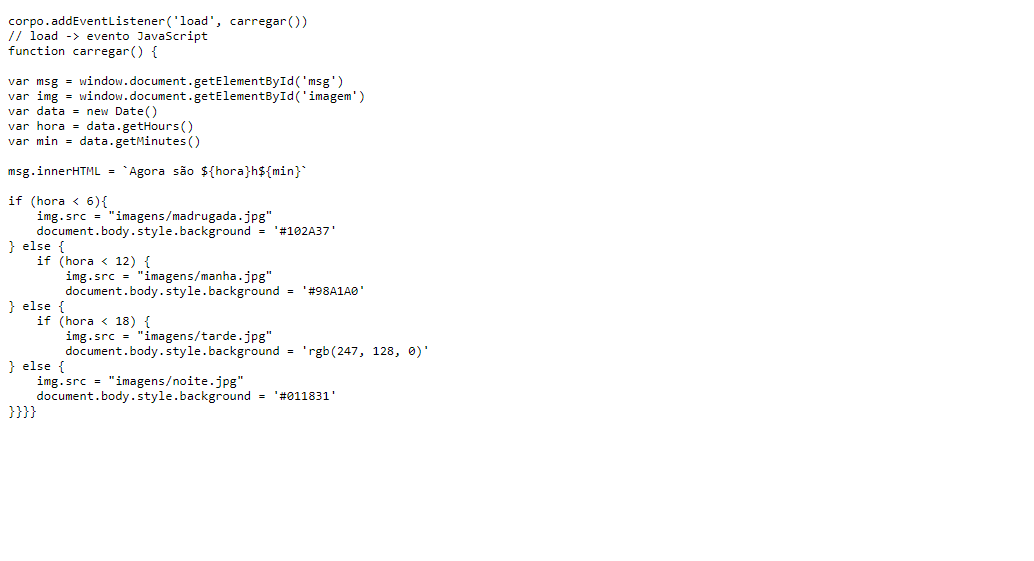 corpo.addEventListener('load', carregar())
// load -> evento JavaScript
function carregar() {
var msg = window.document.getElementById('msg')
var img = window.document.getElementById('imagem')
var data = new Date()
var hora = data.getHours()
var min = data.getMinutes()
msg.innerHTML = `Agora são ${hora}h${min}`
if (hora < 6){
    img.src = "imagens/madrugada.jpg"
    document.body.style.background = '#102A37'
} else {
    if (hora < 12) {
        img.src = "imagens/manha.jpg"
        document.body.style.background = '#98A1A0'
} else {
    if (hora < 18) {
        img.src = "imagens/tarde.jpg"
        document.body.style.background = 'rgb(247, 128, 0)'
} else {
    img.src = "imagens/noite.jpg"
    document.body.style.background = '#011831'
}}}}